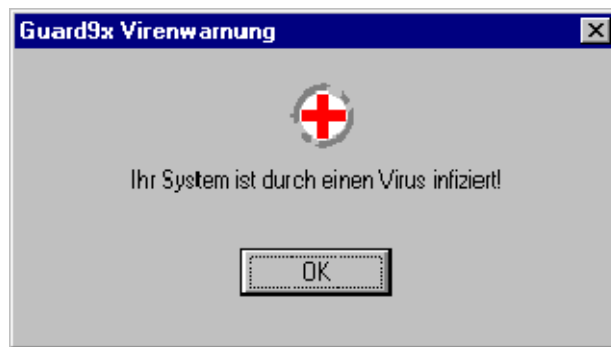 Guard9x Virenwarnung
Ihr System ist durch einen Virus infiziert!
OK